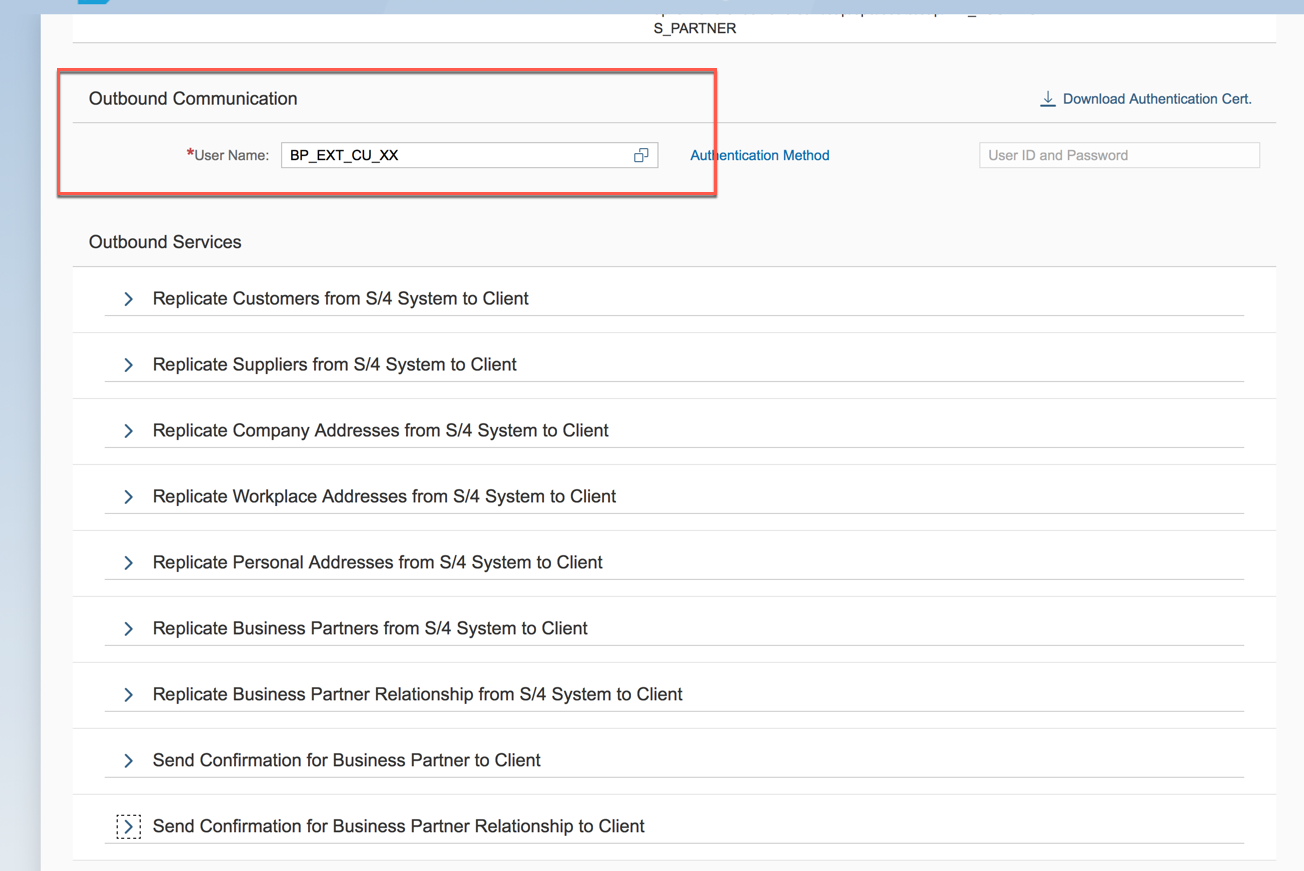 S_PARTNER
Outbound Communication
Download Authentication Cert.
*User Name: BP_EXT_CU_XX Authentication Method User ID and Password
Outbound Services
Replicate Customers from S/4 System to Client
Replicate Suppliers from S/4 System to Client
Replicate Company Addresses from S/4 System to Client
Replicate Workplace Addresses from S/4 System to Client
Replicate Personal Addresses from S/4 System to Client
Replicate Business Partners from S/4 System to Client
Replicate Business Partner Relationship from S/4 System to Client
Send Confirmation for Business Partner to Client
Send Confirmation for Business Partner Relationship to Client